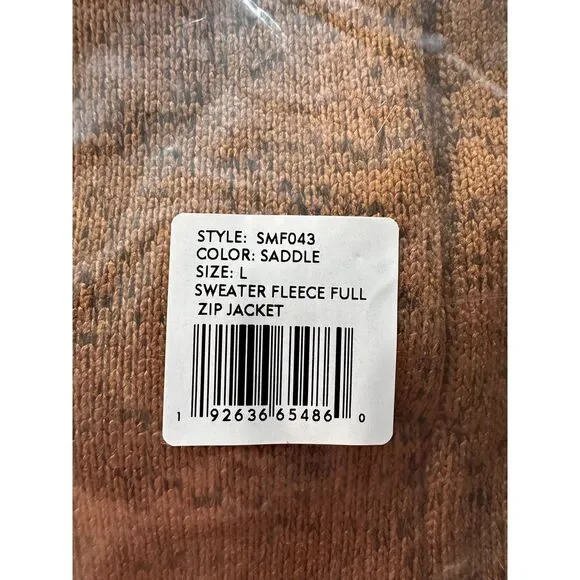 STYLE: SMF043
COLOR: SADDLE
SIZE: L
SWEATER FLEECE FULL
ZIP JACKET
1 92636 65486 0